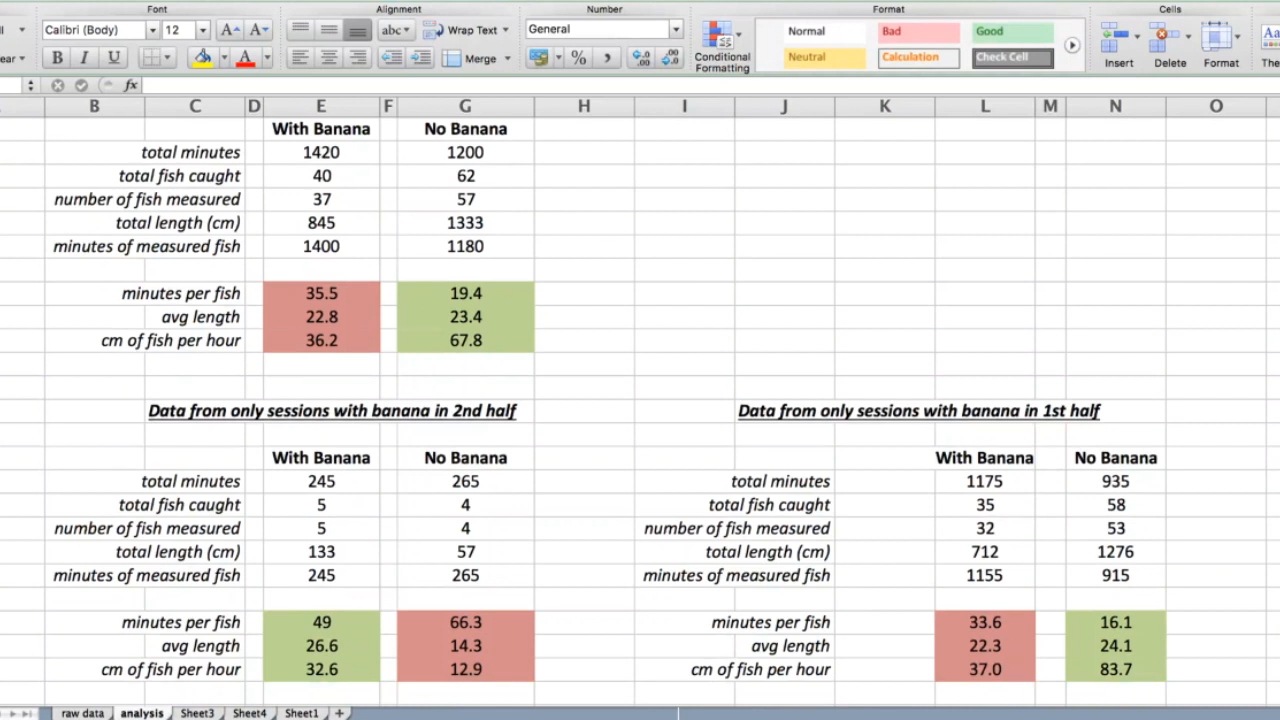 Font Alignment Number Format Cells
Calibri (Body) 12 A A abc Wrap Text General Normal Bad Good
B I U A Merge % Conditional Formatting Neutral Calculation Check Cell Insert Delete Format
fx
B C D E F G H I J K L M N O
With Banana No Banana
total minutes 1420 1200
total fish caught 40 62
number of fish measured 37 57
total length (cm) 845 1333
minutes of measured fish 1400 1180
minutes per fish 35.5 19.4
avg length 22.8 23.4
cm of fish per hour 36.2 67.8
Data from only sessions with banana in 2nd half Data from only sessions with banana in 1st half
With Banana No Banana With Banana No Banana
total minutes 245 265 total minutes 1175 935
total fish caught 5 4 total fish caught 35 58
number of fish measured 5 4 number of fish measured 32 53
total length (cm) 133 57 total length (cm) 712 1276
minutes of measured fish 245 265 minutes of measured fish 1155 915
minutes per fish 49 66.3 minutes per fish 33.6 16.1
avg length 26.6 14.3 avg length 22.3 24.1
cm of fish per hour 32.6 12.9 cm of fish per hour 37.0 83.7
raw data analysis Sheet3 Sheet4 Sheet1 +